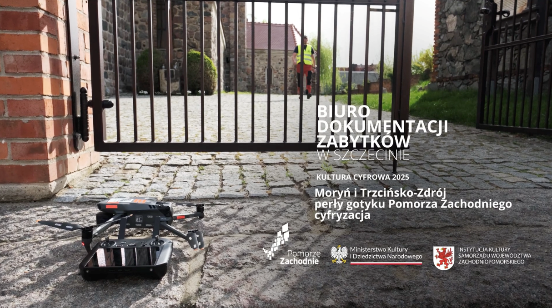 BIURO
DOKUMENTACJI
ZABYTKÓW
W SZCZECINIE
KULTURA CYFROWA 2025
Moryń i Trzcińsko-Zdrój
perły gotyku Pomorza Zachodniego
cyfryzacja
Pomorze
Zachodnie
Ministerstwo Kultury
i Dziedzictwa Narodowego
INSTYTUCJA KULTURY
SAMORZĄDU WOJEWÓDZTWA
ZACHODNIOPOMORSKIEGO